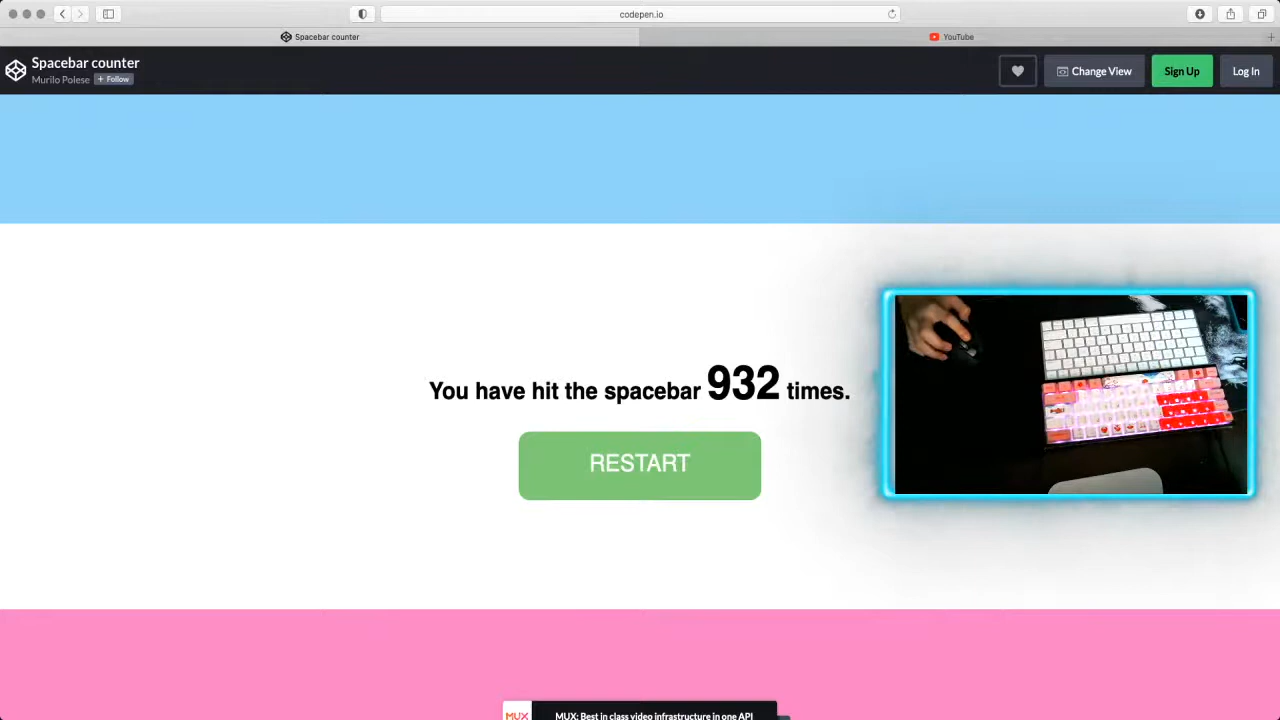 codepen.io
Spacebar counter
YouTube
Spacebar counter
Murilo Polese + Follow
Change View
Sign Up
Log In
You have hit the spacebar 932 times.
RESTART
MUX MUX: Best in class video infrastructure in one API